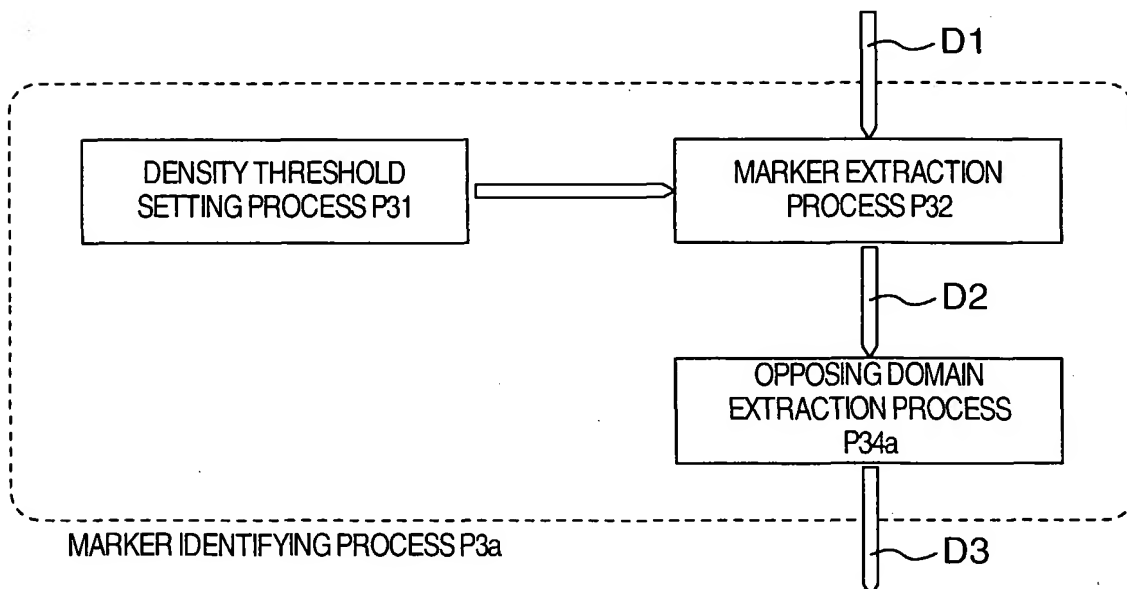 D1
DENSITY THRESHOLD
SETTING PROCESS P31
MARKER EXTRACTION
PROCESS P32
D2
OPPOSING DOMAIN
EXTRACTION PROCESS
P34a
MARKER IDENTIFYING PROCESS P3a
D3